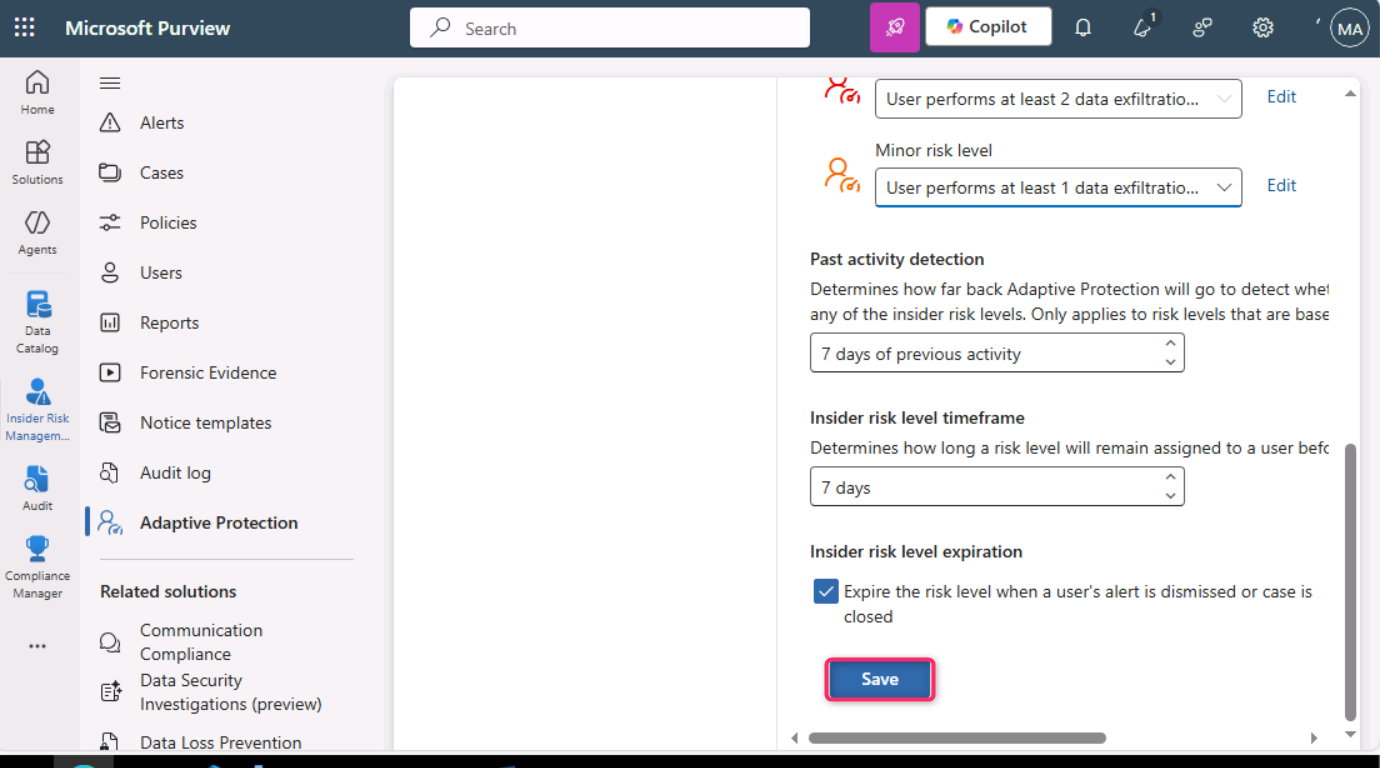 Microsoft Purview
Search
Copilot
1
MA
Home
Solutions
Agents
Data
Catalog
Insider Risk
Managem...
Audit
Compliance
Manager
Alerts
Cases
Policies
Users
Reports
Forensic Evidence
Notice templates
Audit log
Adaptive Protection
Related solutions
Communication
Compliance
Data Security
Investigations (preview)
Data Loss Prevention
User performs at least 2 data exfiltratio...
Edit
Minor risk level
User performs at least 1 data exfiltratio...
Edit
Past activity detection
Determines how far back Adaptive Protection will go to detect whet
any of the insider risk levels. Only applies to risk levels that are base
7 days of previous activity
Insider risk level timeframe
Determines how long a risk level will remain assigned to a user befo
7 days
Insider risk level expiration
Expire the risk level when a user's alert is dismissed or case is
closed
Save